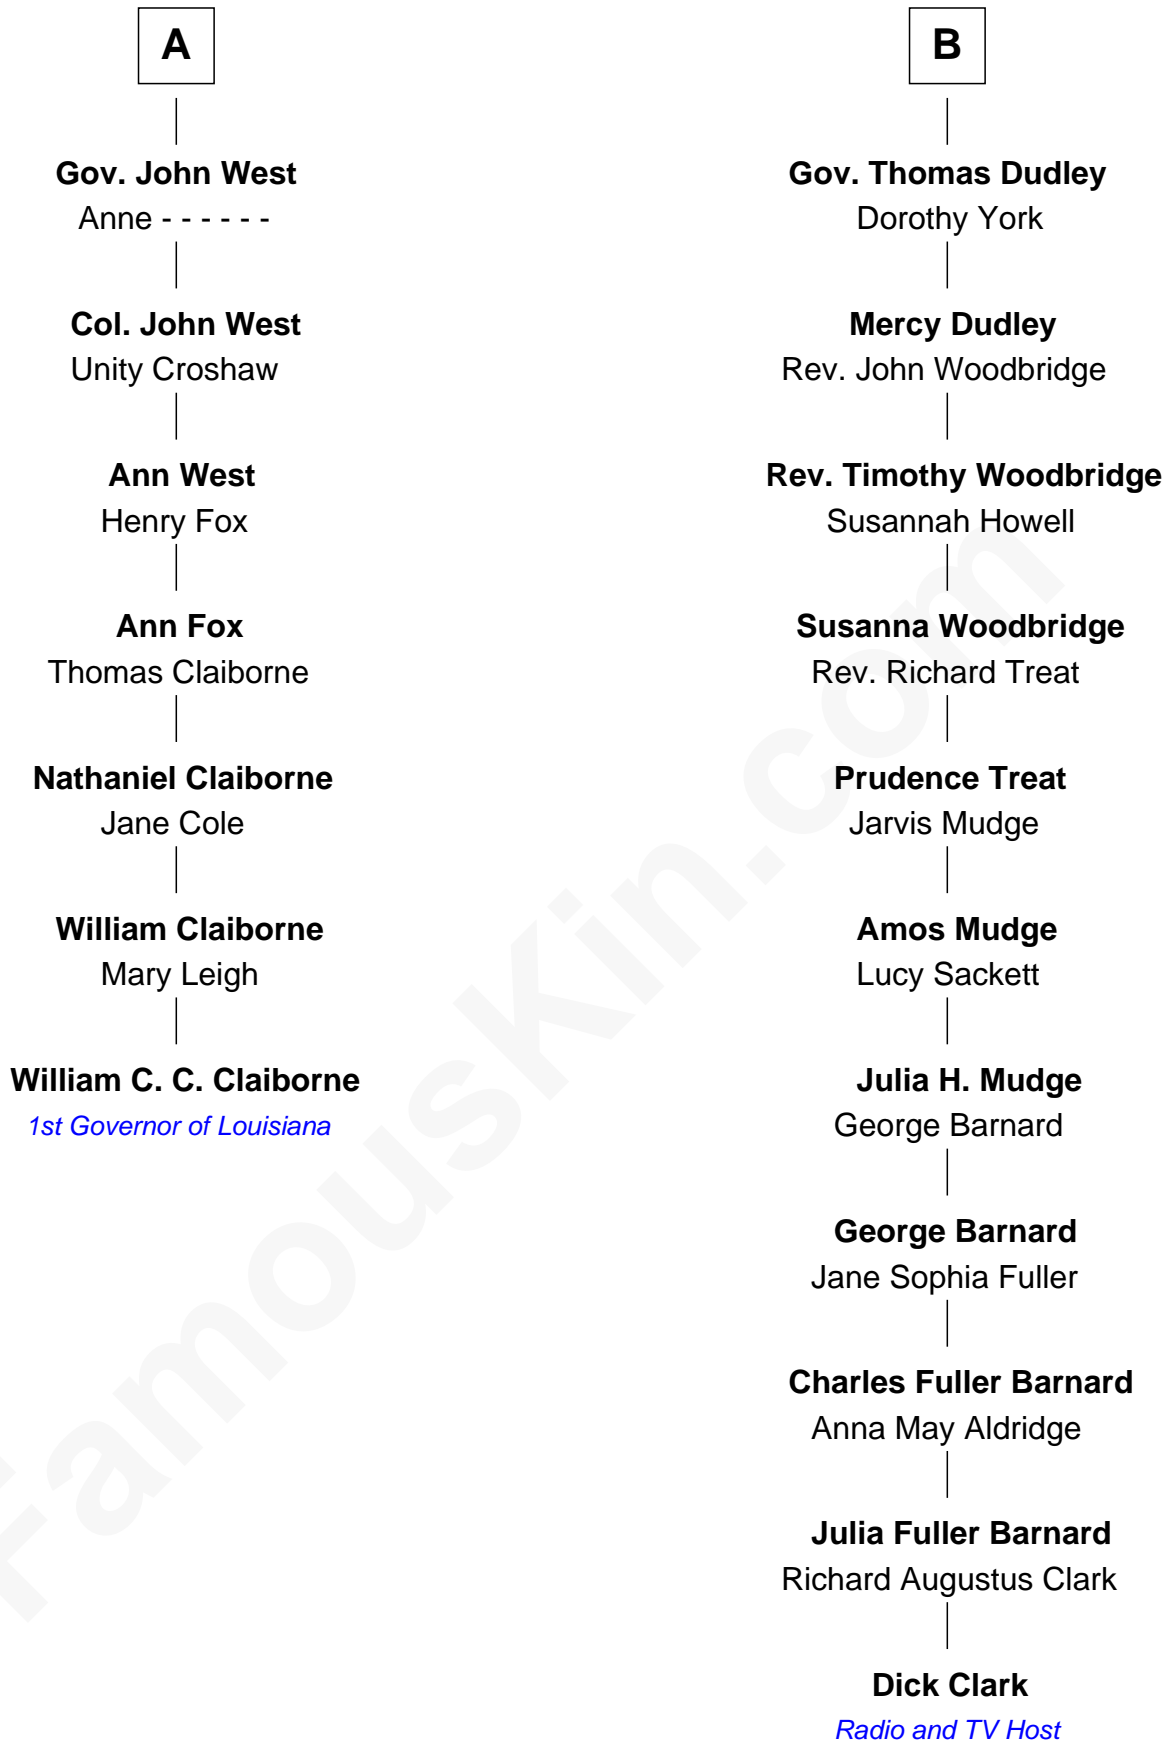 A
Gov. John West
Anne - - - - - -
Col. John West
Unity Croshaw
Ann West
Henry Fox
Ann Fox
Thomas Claiborne
Nathaniel Claiborne
Jane Cole
William Claiborne
Mary Leigh
William C. C. Claiborne
1st Governor of Louisiana
B
Gov. Thomas Dudley
Dorothy York
Mercy Dudley
Rev. John Woodbridge
Rev. Timothy Woodbridge
Susannah Howell
Susanna Woodbridge
Rev. Richard Treat
Prudence Treat
Jarvis Mudge
Amos Mudge
Lucy Sackett
Julia H. Mudge
George Barnard
George Barnard
Jane Sophia Fuller
Charles Fuller Barnard
Anna May Aldridge
Julia Fuller Barnard
Richard Augustus Clark
Dick Clark
Radio and TV Host
FamousKin.com